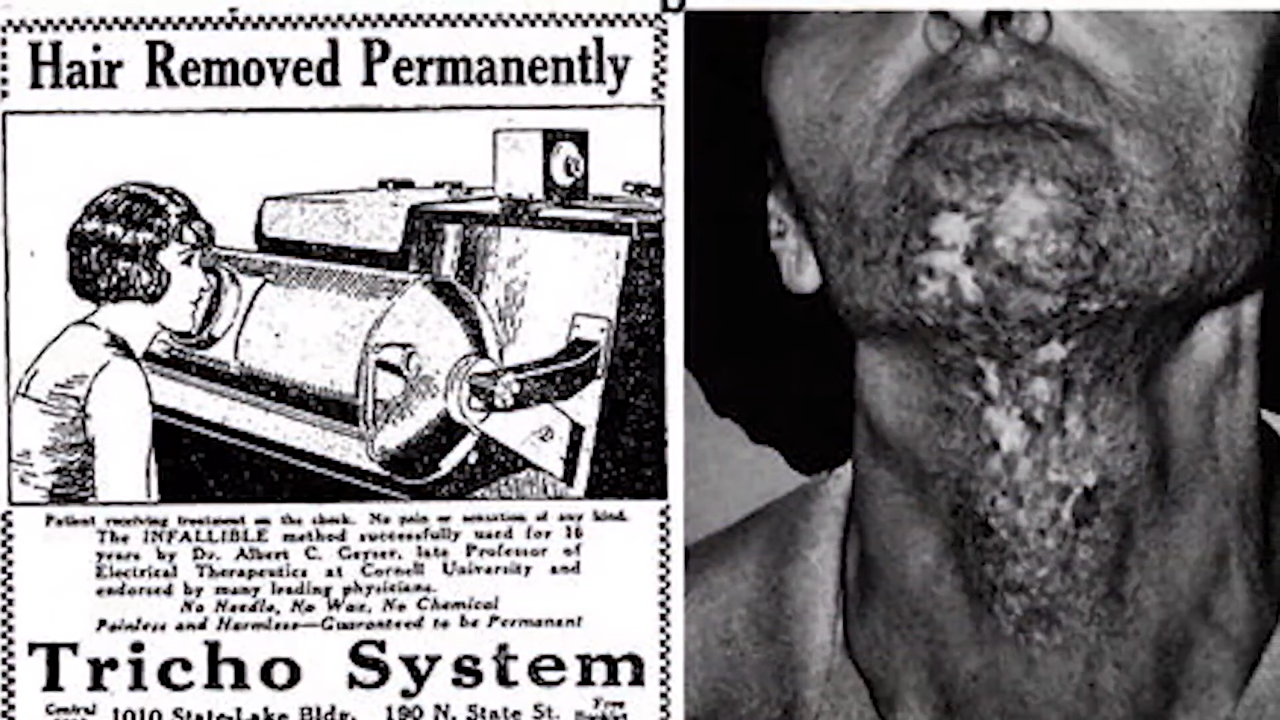 Hair Removed Permanently
Patient receiving treatment on the cheek. No pain or sensation of any kind.
The INFALLIBLE method successfully used for 16
years by Dr. Albert C. Geyser, late Professor of
Electrical Therapeutics at Cornell University and
endorsed by many leading physicians.
No Needle, No Wax, No Chemical
Painless and Harmless—Guaranteed to be Permanent
Tricho System
Central 1010 State-Lake Bldg. 190 N. State St. Free